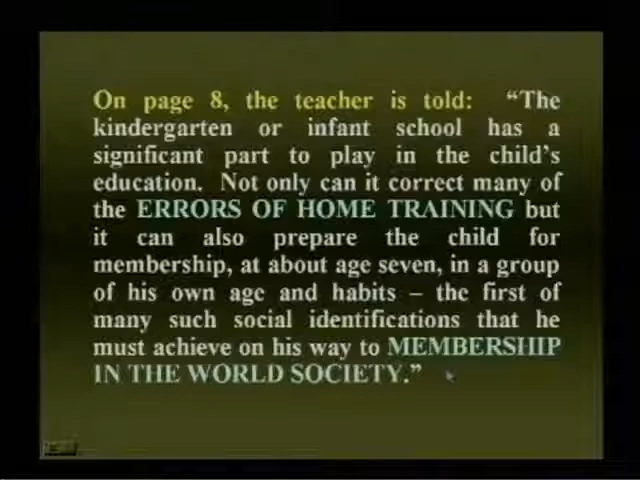 On page 8, the teacher is told: “The
kindergarten or infant school has a
significant part to play in the child’s
education. Not only can it correct many of
the ERRORS OF HOME TRAINING but
it can also prepare the child for
membership, at about age seven, in a group
of his own age and habits – the first of
many such social identifications that he
must achieve on his way to MEMBERSHIP
IN THE WORLD SOCIETY.”